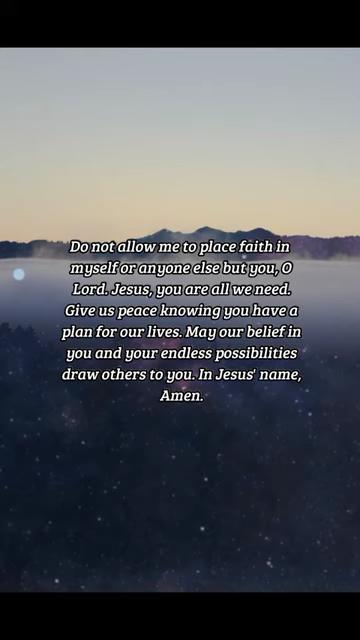 Do not allow me to place faith in
myself or anyone else but you, O
Lord. Jesus, you are all we need.
Give us peace knowing you have a
plan for our lives. May our belief in
you and your endless possibilities
draw others to you. In Jesus' name,
Amen.